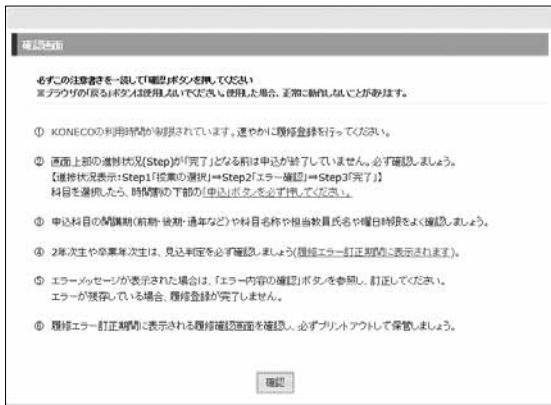 確認画面
必ずこの注意書きを一読して「確認」ボタンを押してください
※ブラウザの「戻る」ボタンは使用しないでください。使用した場合、正常に動作しないことがあります。
① KONECOの利用時間が制限されています。速やかに履修登録を行ってください。
② 画面上部の進捗状況(Step)が「完了」となる前は申込が終了していません。必ず確認しましょう。
【進捗状況表示：Step1「授業の選択」⇒Step2「エラー確認」⇒Step3「完了」】
科目を選択したら、時間割の下部の「申込」ボタンを必ず押してください。
③ 申込科目の開講期(前期・後期・通年など)や科目名称や担当教員氏名や曜日時限をよく確認しましょう。
④ 2年次生や卒業年次生は、見込判定を必ず確認しましょう(履修エラー訂正期間に表示されます)。
⑤ エラーメッセージが表示された場合は、「エラー内容の確認」ボタンを参照し、訂正してください。
エラーが残存している場合、履修登録が完了しません。
⑥ 履修エラー訂正期間に表示される履修確認画面を確認し、必ずプリントアウトして保管しましょう。
確認